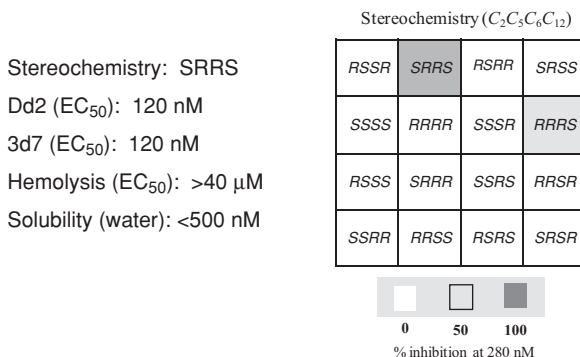 Stereochemistry: SRRS
Dd2 (EC50): 120 nM
3d7 (EC50): 120 nM
Hemolysis (EC50): >40 μM
Solubility (water): <500 nM
Stereochemistry (C2C5C6C12)
RSSR SRRS RSRR SRSS
SSSS RRRR SSSR RRRS
RSSS SRRR SSRS RRSR
SSRR RRSS RSRS SRSR
0 50 100
% inhibition at 280 nM